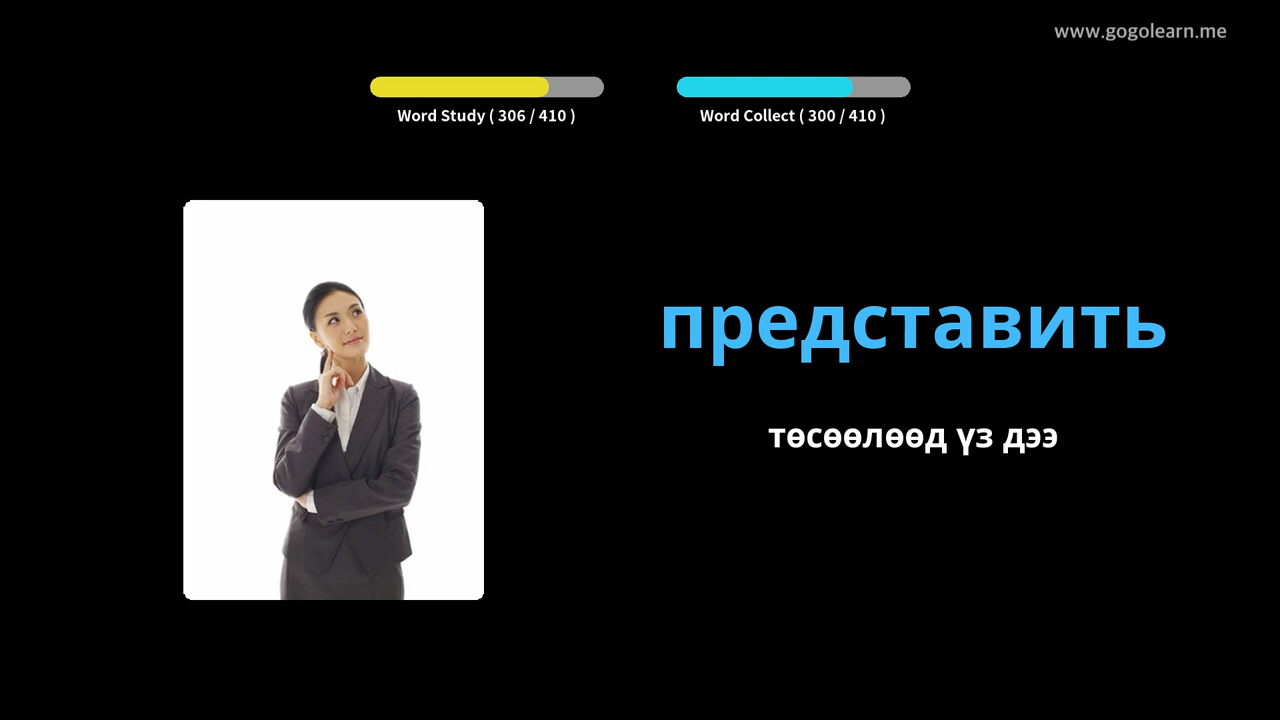 www.gogolearn.me
Word Study ( 306 / 410 )
Word Collect ( 300 / 410 )
представить
төсөөлөөд үз дээ